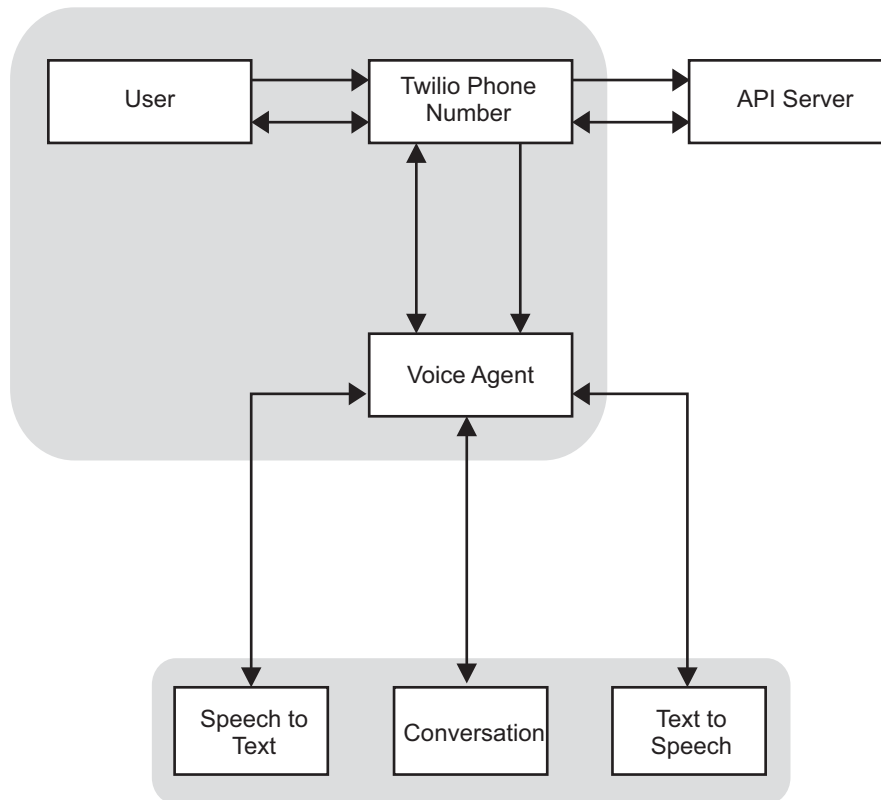 User
Twilio Phone
Number
API Server
Voice Agent
Speech to
Text
Conversation
Text to
Speech